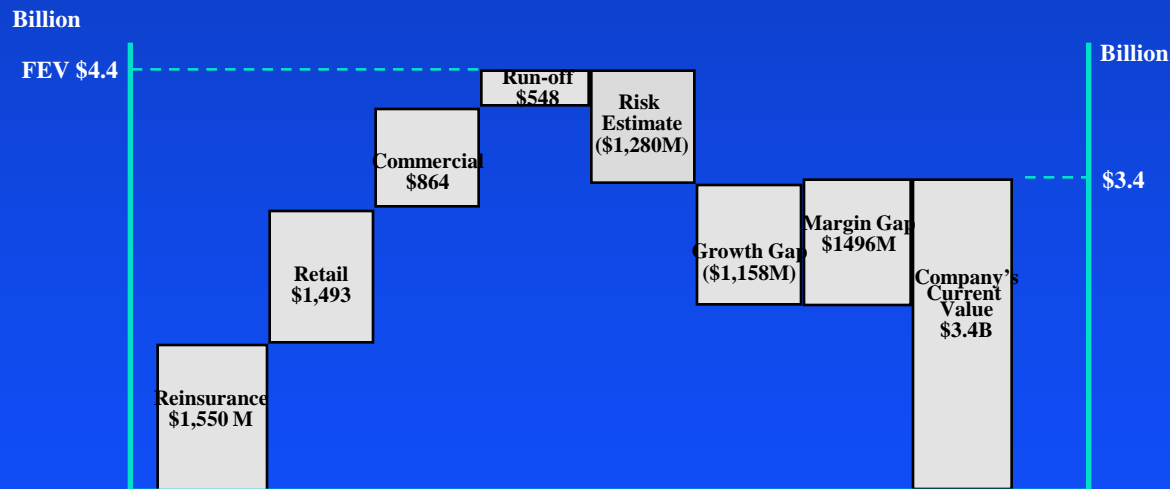 Billion
Billion
FEV $4.4
Run-off
$548
Risk
Estimate
($1,280M)
Commercial
$864
$3.4
Margin Gap
$1496M
Growth Gap
($1,158M)
Retail
$1,493
Company’s
Current
Value
$3.4B
Reinsurance
$1,550 M